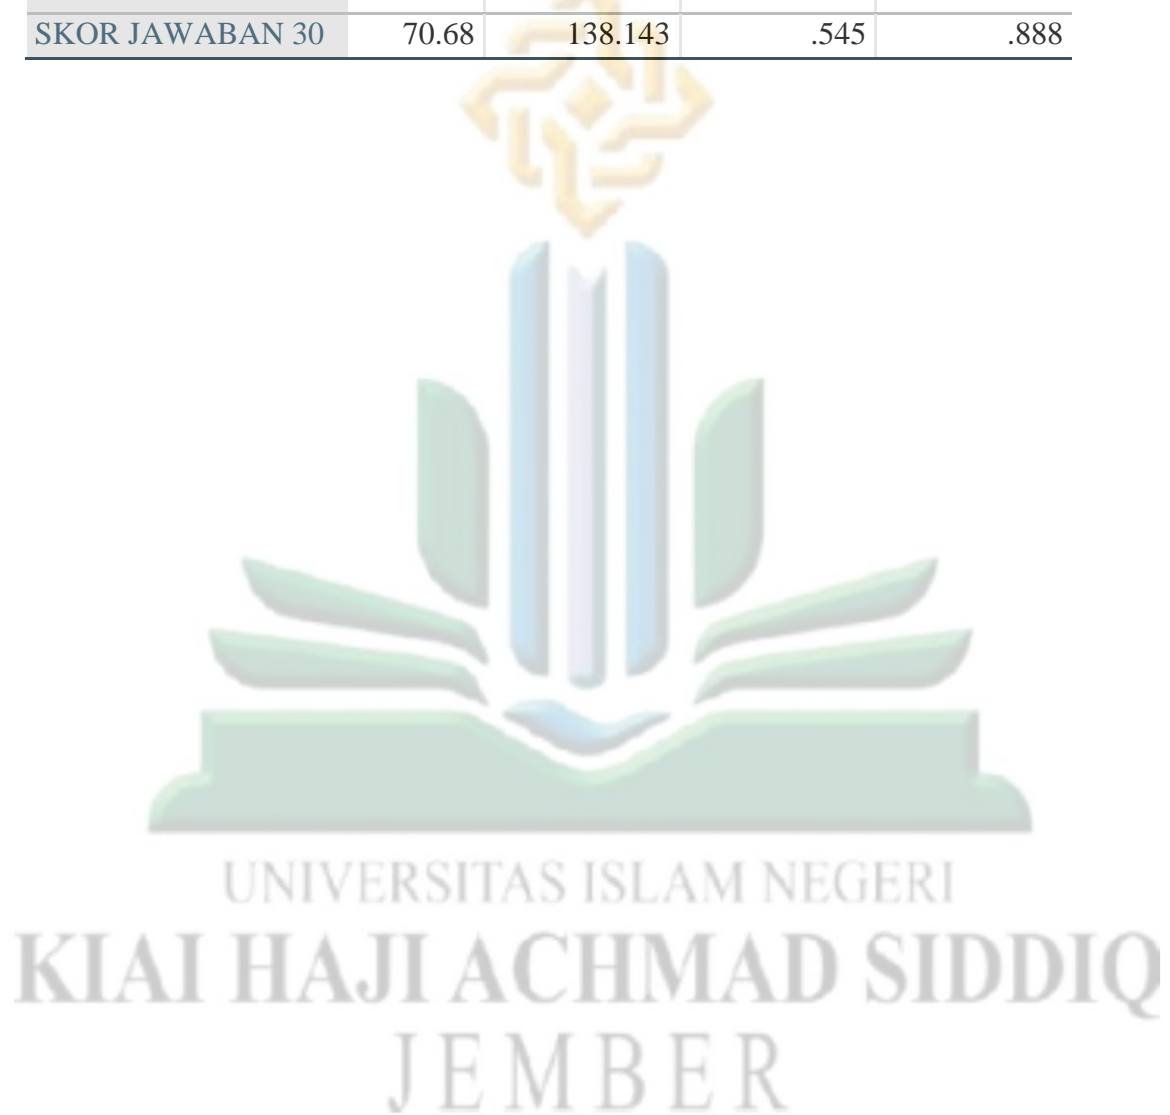 SKOR JAWABAN 30 70.68 138.143 .545 .888
UNIVERSITAS ISLAM NEGERI
KIAI HAJI ACHMAD SIDDIQ
JEMBER